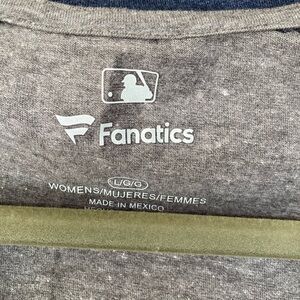 Fanatics
L/G/G
WOMENS/MUJERES/FEMMES
MADE IN MEXICO